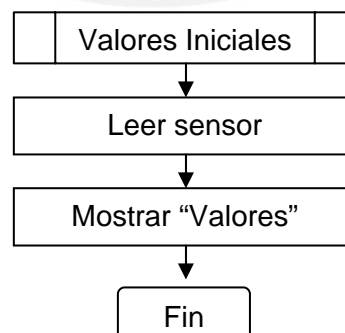 Valores Iniciales
Leer sensor
Mostrar “Valores”
Fin